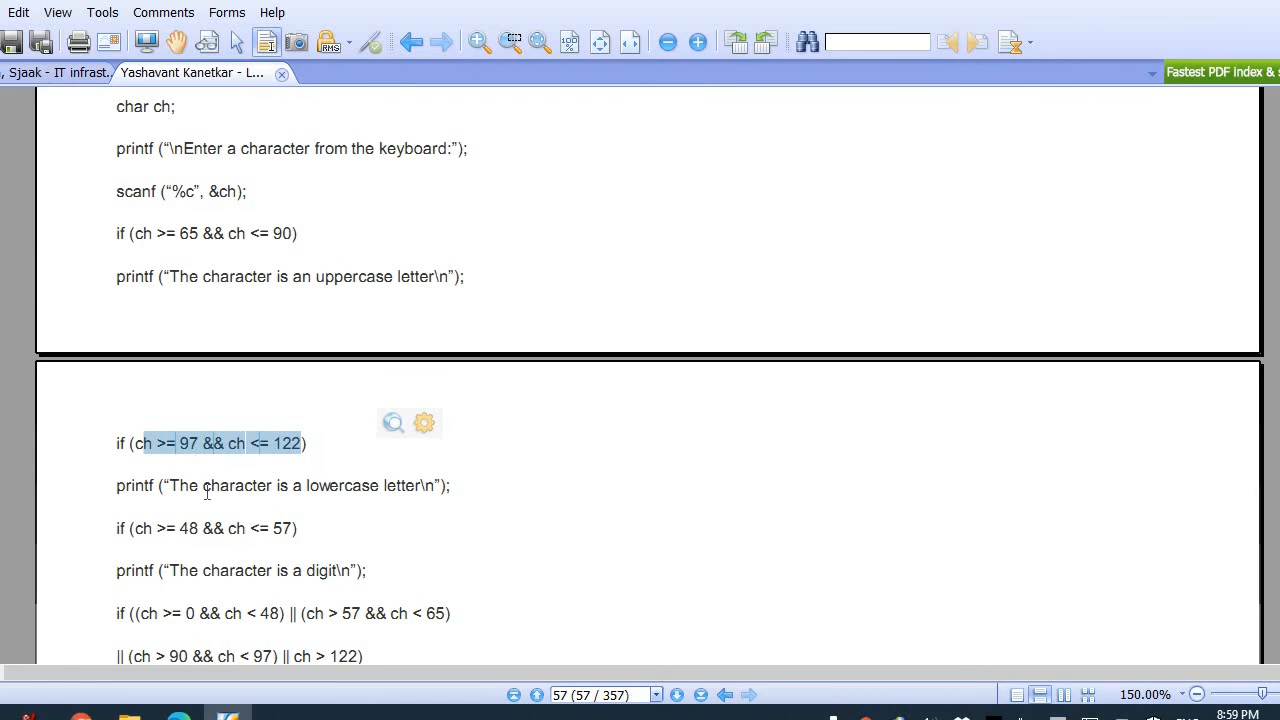 Edit View Tools Comments Forms Help
RMS
100%
, Sjaak - IT infrast... Yashavant Kanetkar - L...
Fastest PDF index &
char ch;
printf (“\nEnter a character from the keyboard:”);
scanf (“%c”, &ch);
if (ch >= 65 && ch <= 90)
printf (“The character is an uppercase letter\n”);
if (ch >= 97 && ch <= 122)
printf (“The character is a lowercase letter\n”);
if (ch >= 48 && ch <= 57)
printf (“The character is a digit\n”);
if ((ch >= 0 && ch < 48) || (ch > 57 && ch < 65)
|| (ch > 90 && ch < 97) || ch > 122)
57 (57 / 357)
150.00%
8:59 PM